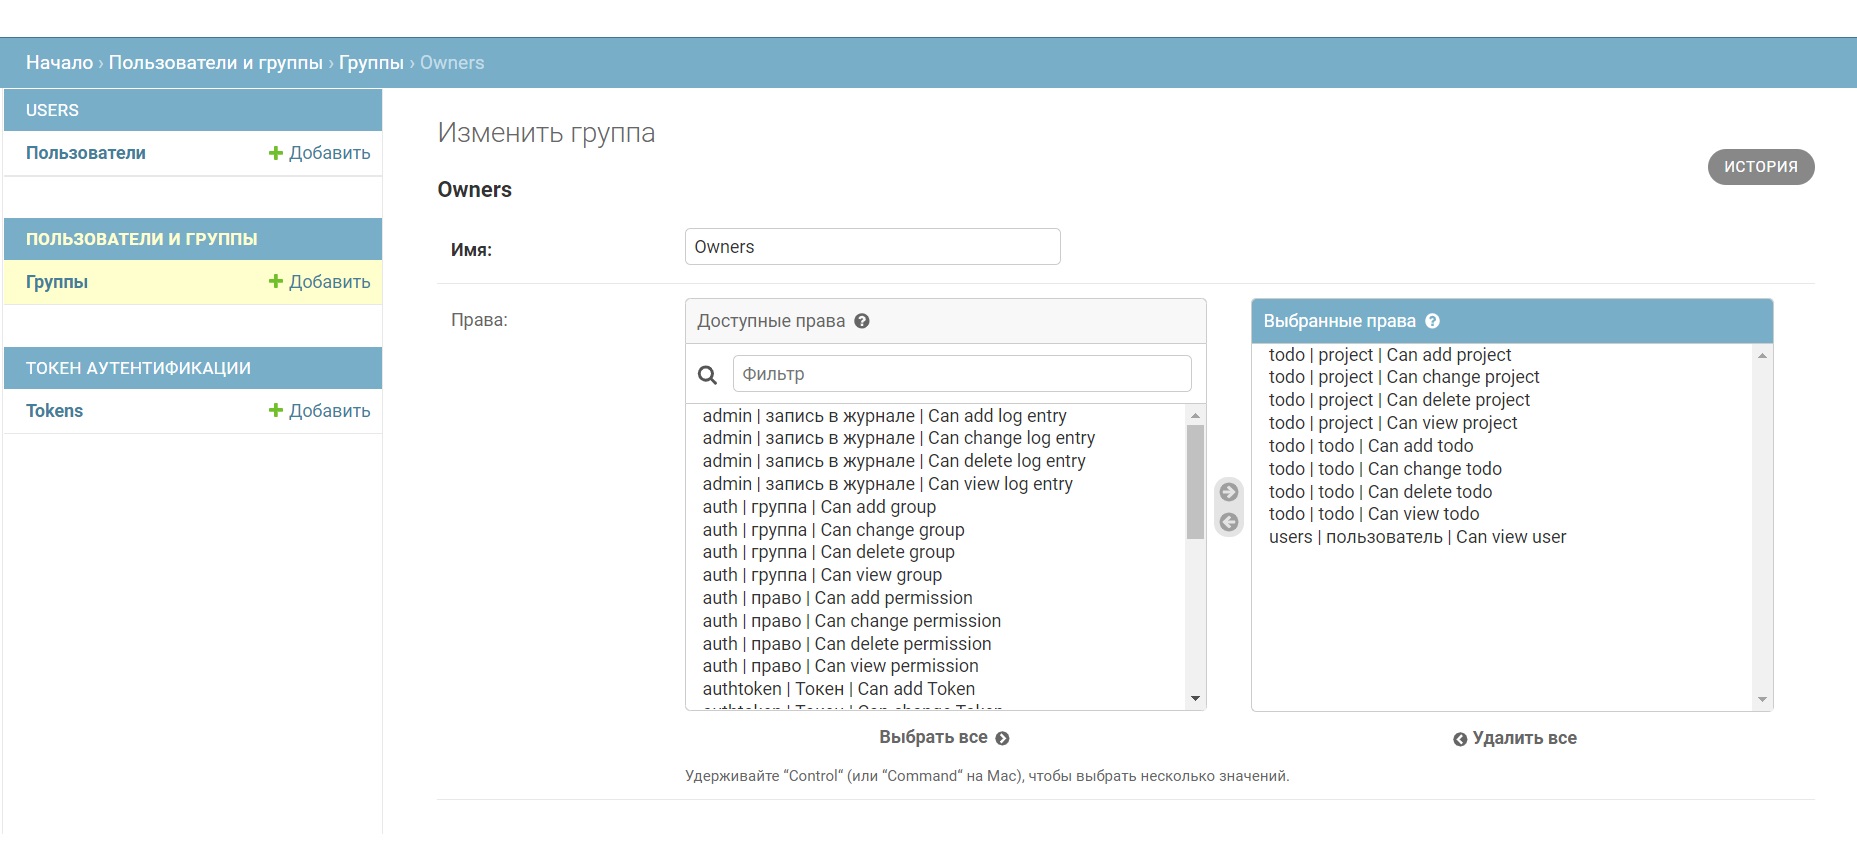 Начало › Пользователи и группы › Группы › Owners
USERS
Пользователи
Добавить
ПОЛЬЗОВАТЕЛИ И ГРУППЫ
Группы
Добавить
ТОКЕН АУТЕНТИФИКАЦИИ
Tokens
Добавить
Изменить группа
ИСТОРИЯ
Owners
Имя:
Owners
Права:
Доступные права
Фильтр
admin | запись в журнале | Can add log entry
admin | запись в журнале | Can change log entry
admin | запись в журнале | Can delete log entry
admin | запись в журнале | Can view log entry
auth | группа | Can add group
auth | группа | Can change group
auth | группа | Can delete group
auth | группа | Can view group
auth | право | Can add permission
auth | право | Can change permission
auth | право | Can delete permission
auth | право | Can view permission
authtoken | Токен | Can add Token
authtoken | Токен | Can change Token
Выбрать все
Выбранные права
todo | project | Can add project
todo | project | Can change project
todo | project | Can delete project
todo | project | Can view project
todo | todo | Can add todo
todo | todo | Can change todo
todo | todo | Can delete todo
todo | todo | Can view todo
users | пользователь | Can view user
Удалить все
Удерживайте “Control“ (или “Command“ на Mac), чтобы выбрать несколько значений.